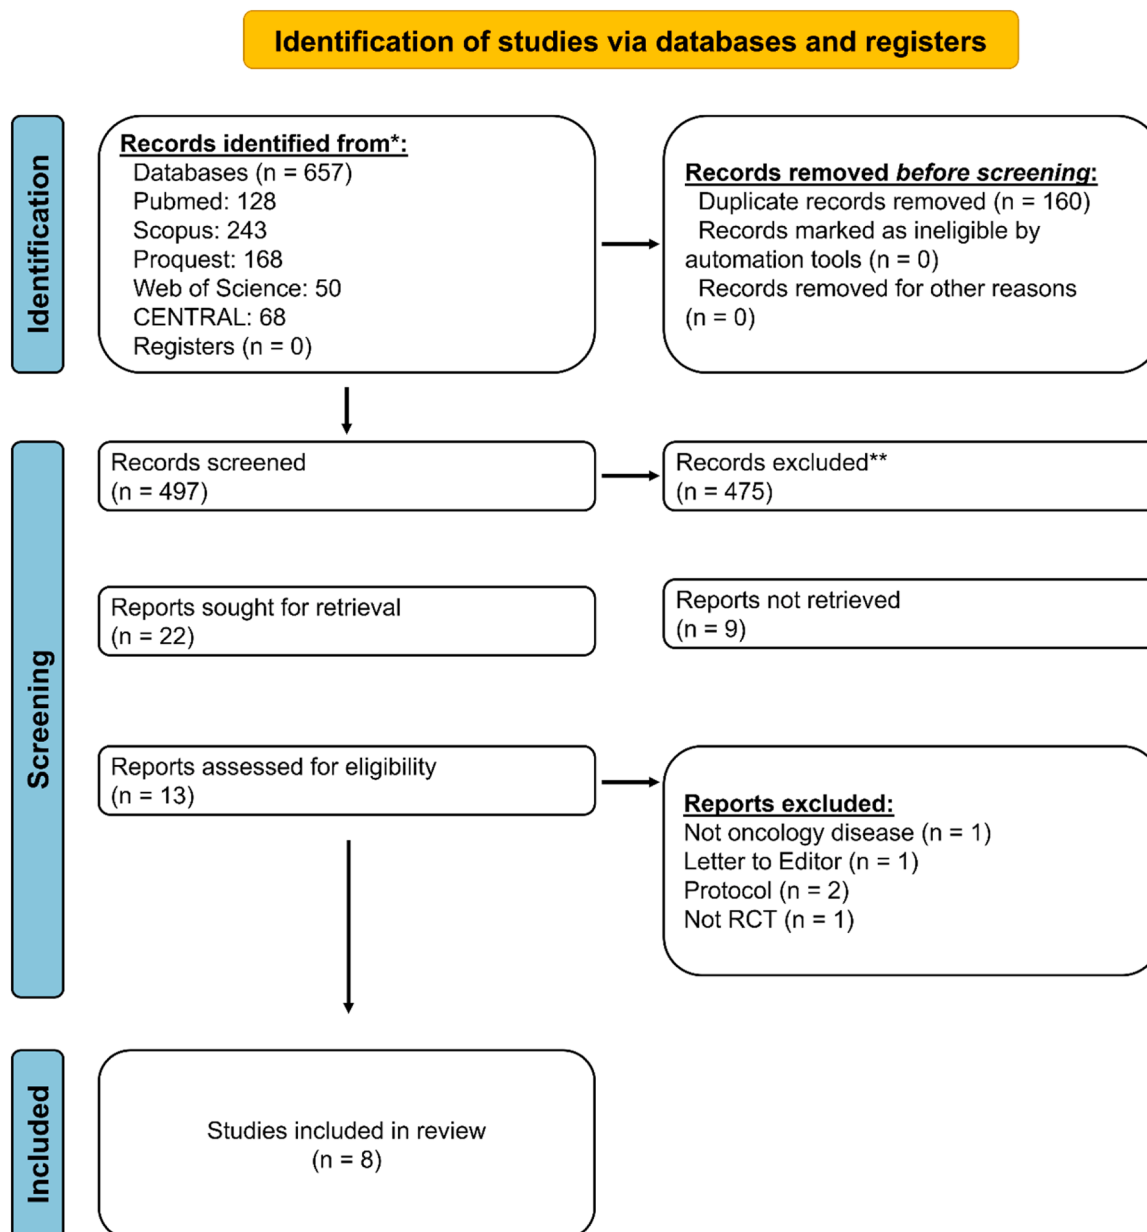 Identification of studies via databases and registers
Identification
Records identified from*:
Databases (n = 657)
Pubmed: 128
Scopus: 243
Proquest: 168
Web of Science: 50
CENTRAL: 68
Registers (n = 0)
Records removed before screening:
Duplicate records removed (n = 160)
Records marked as ineligible by
automation tools (n = 0)
Records removed for other reasons
(n = 0)
Screening
Records screened
(n = 497)
Records excluded**
(n = 475)
Reports sought for retrieval
(n = 22)
Reports not retrieved
(n = 9)
Reports assessed for eligibility
(n = 13)
Reports excluded:
Not oncology disease (n = 1)
Letter to Editor (n = 1)
Protocol (n = 2)
Not RCT (n = 1)
Included
Studies included in review
(n = 8)